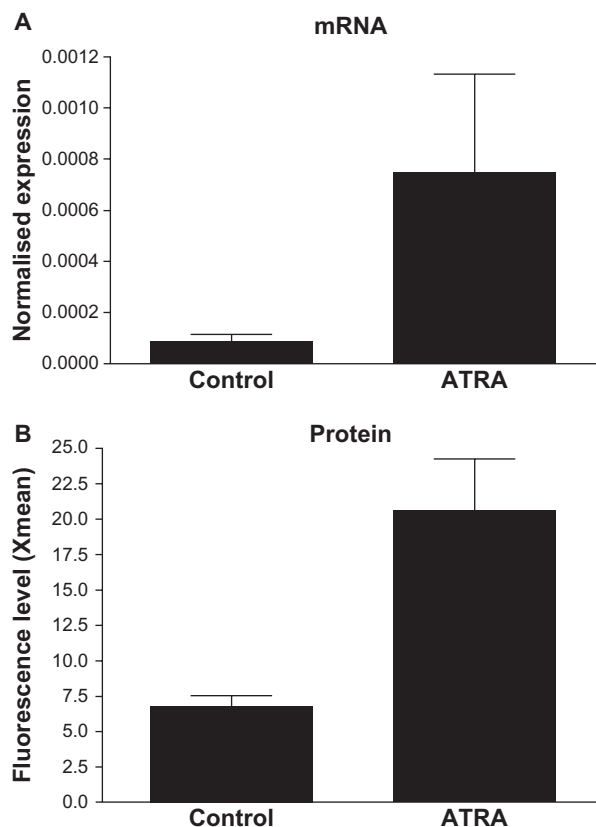 A
mRNA
Normalised expression
0.0012
0.0010
0.0008
0.0006
0.0004
0.0002
0.0000
Control ATRA
B
Protein
Fluorescence level (Xmean)
25.0
22.5
20.0
17.5
15.0
12.5
10.0
7.5
5.0
2.5
0.0
Control ATRA